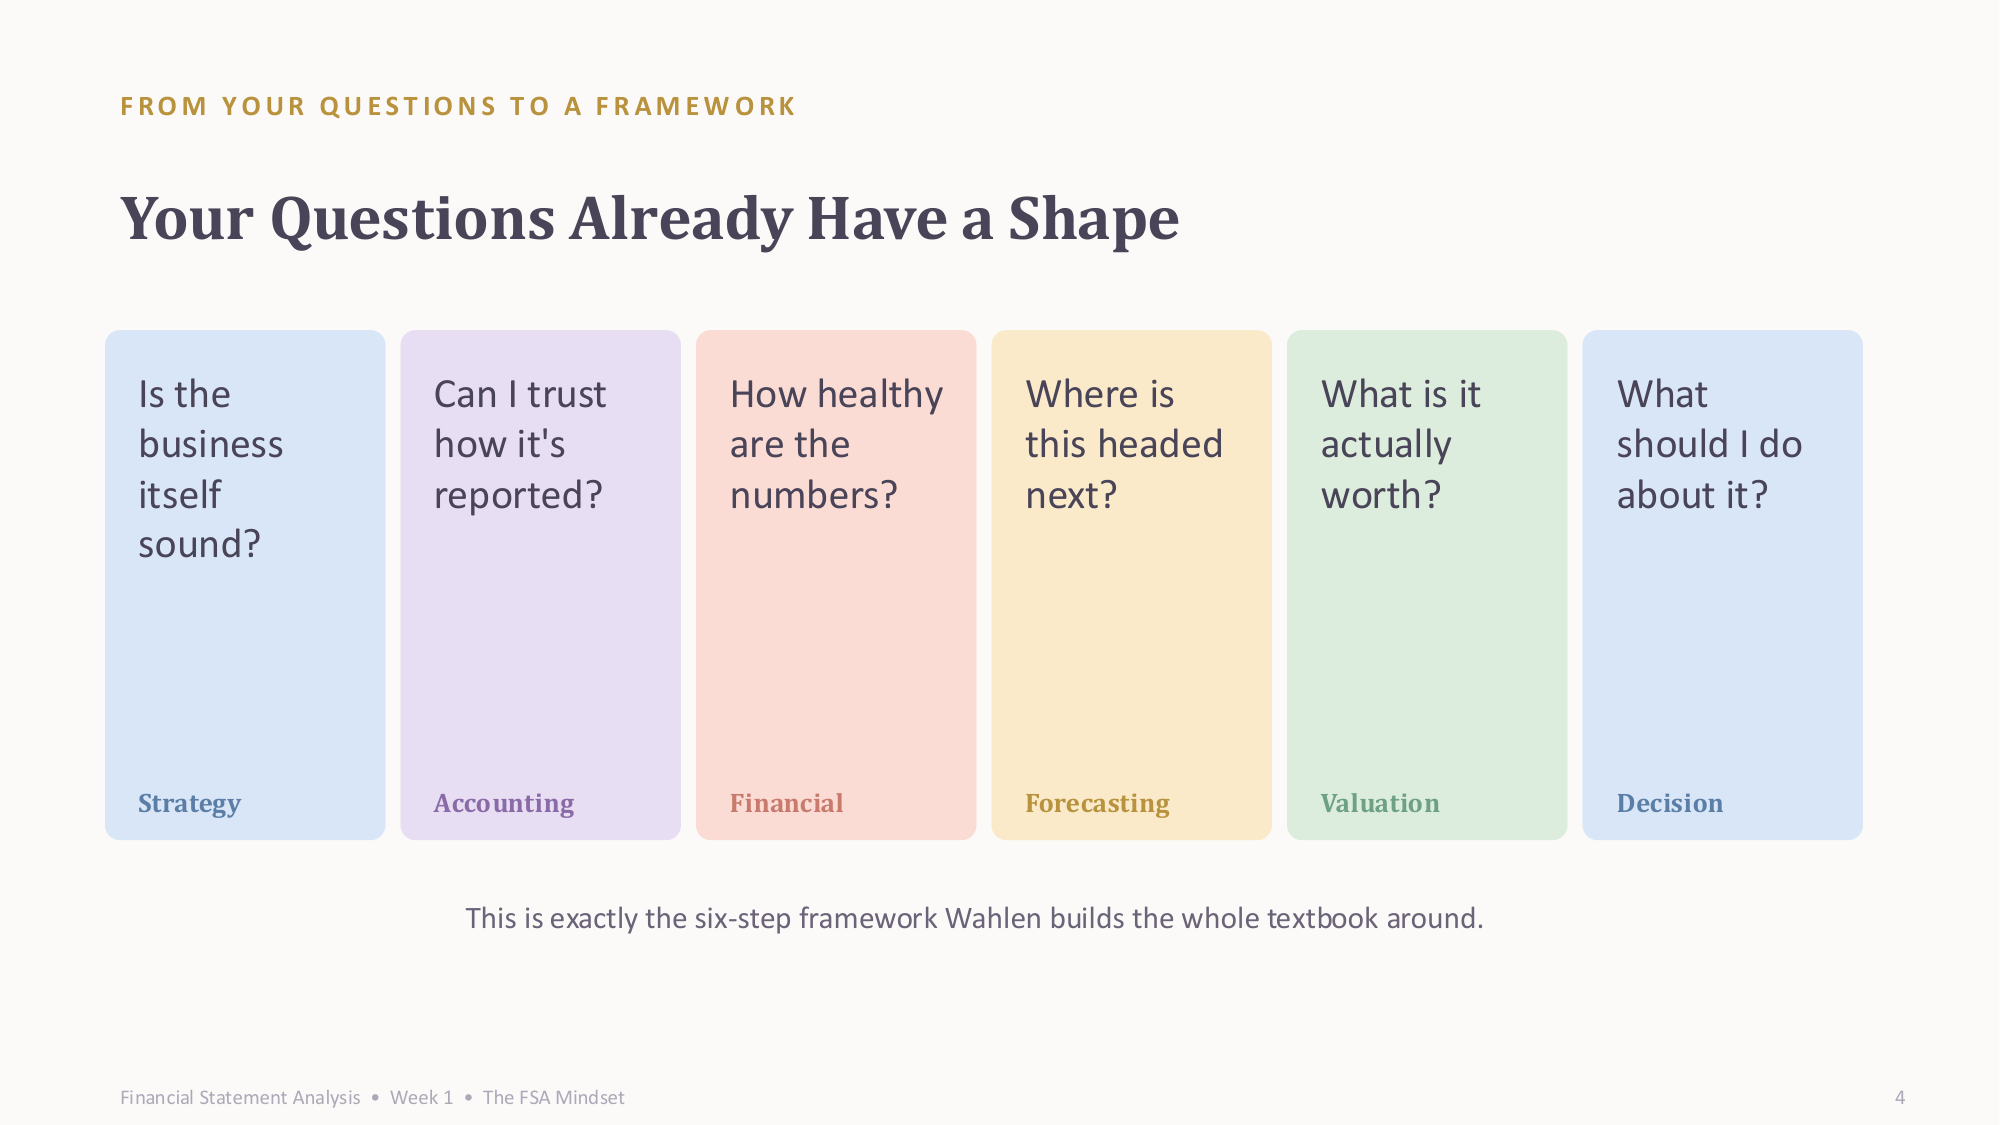 FROM YOUR QUESTIONS TO A FRAMEWORK
Your Questions Already Have a Shape
Is the
business
itself
sound?
Strategy
Can I trust
how it's
reported?
Accounting
How healthy
are the
numbers?
Financial
Where is
this headed
next?
Forecasting
What is it
actually
worth?
Valuation
What
should I do
about it?
Decision
This is exactly the six-step framework Wahlen builds the whole textbook around.
Financial Statement Analysis • Week 1 • The FSA Mindset
4